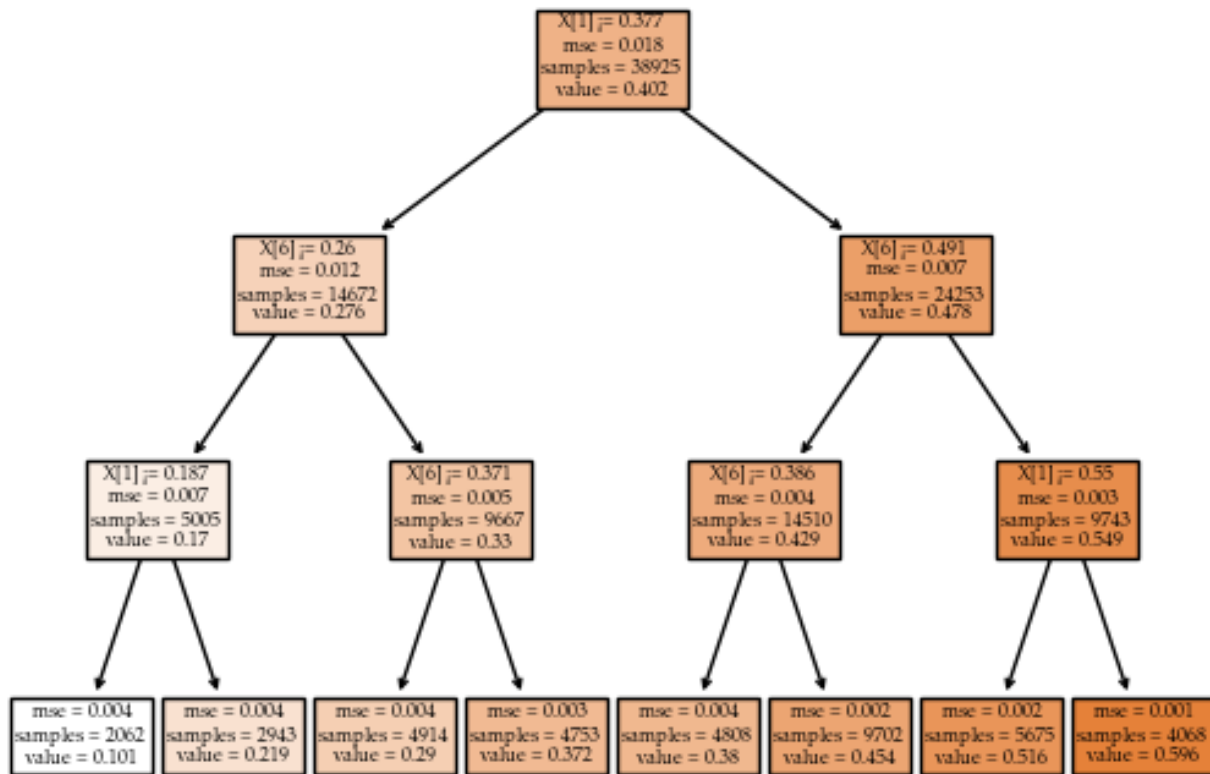 X[1] ¡= 0.377
mse = 0.018
samples = 38925
value = 0.402
X[6] ¡= 0.26
mse = 0.012
samples = 14672
value = 0.276
X[6] ¡= 0.491
mse = 0.007
samples = 24253
value = 0.478
X[1] ¡= 0.187
mse = 0.007
samples = 5005
value = 0.17
X[6] ¡= 0.371
mse = 0.005
samples = 9667
value = 0.33
X[6] ¡= 0.386
mse = 0.004
samples = 14510
value = 0.429
X[1] ¡= 0.55
mse = 0.003
samples = 9743
value = 0.549
mse = 0.004
samples = 2062
value = 0.101
mse = 0.004
samples = 2943
value = 0.219
mse = 0.004
samples = 4914
value = 0.29
mse = 0.003
samples = 4753
value = 0.372
mse = 0.004
samples = 4808
value = 0.38
mse = 0.002
samples = 9702
value = 0.454
mse = 0.002
samples = 5675
value = 0.516
mse = 0.001
samples = 4068
value = 0.596